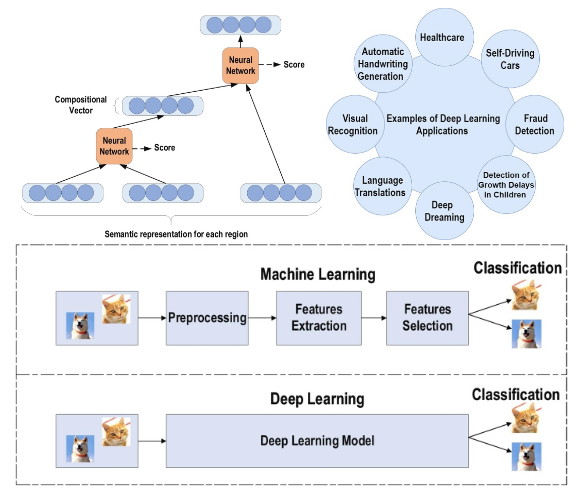 Neural
Network
Score
Compositional
Vector
Neural
Network
Score
Semantic representation for each region
Healthcare
Automatic
Handwriting
Generation
Self-Driving
Cars
Visual
Recognition
Examples of Deep Learning
Applications
Fraud
Detection
Language
Translations
Detection of
Growth Delays
in Children
Deep
Dreaming
Machine Learning
Classification
Preprocessing
Features
Extraction
Features
Selection
Deep Learning
Classification
Deep Learning Model